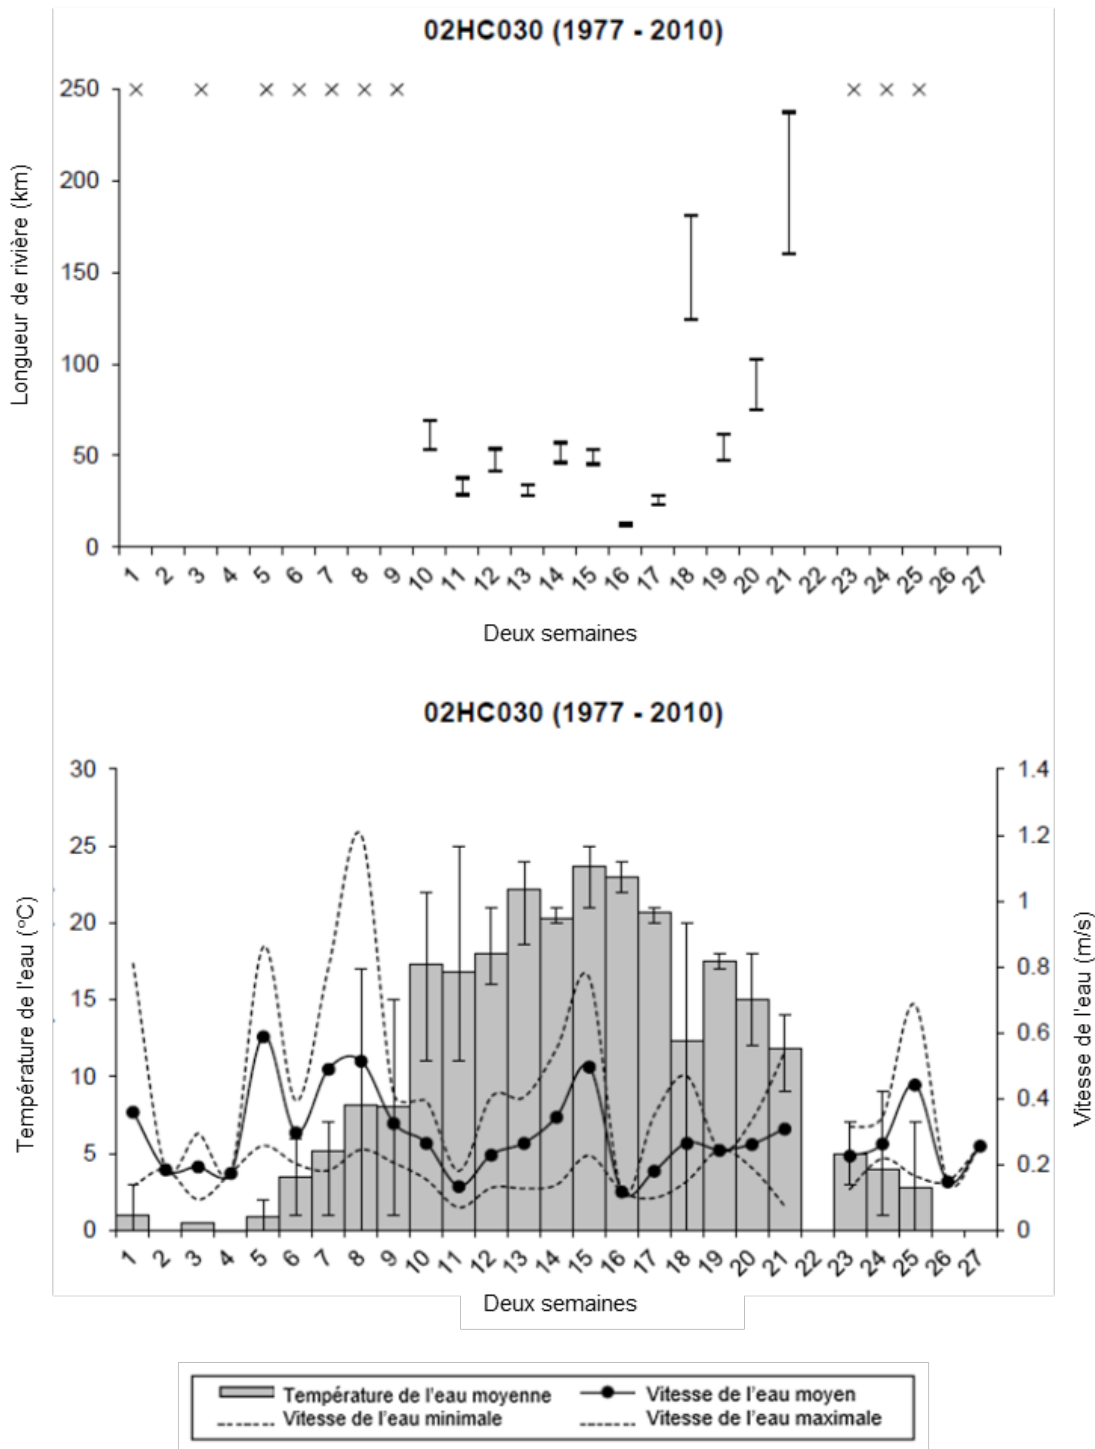 02HC030 (1977 - 2010)
Longueur de rivière (km)
250
200
150
100
50
0
1 2 3 4 5 6 7 8 9 10 11 12 13 14 15 16 17 18 19 20 21 22 23 24 25 26 27
Deux semaines
02HC030 (1977 - 2010)
Température de l'eau (°C)
30
25
20
15
10
5
0
Vitesse de l'eau (m/s)
1.4
1.2
1
0.8
0.6
0.4
0.2
0
1 2 3 4 5 6 7 8 9 10 11 12 13 14 15 16 17 18 19 20 21 22 23 24 25 26 27
Deux semaines
Température de l'eau moyenne
Vitesse de l'eau moyen
Vitesse de l'eau minimale
Vitesse de l'eau maximale